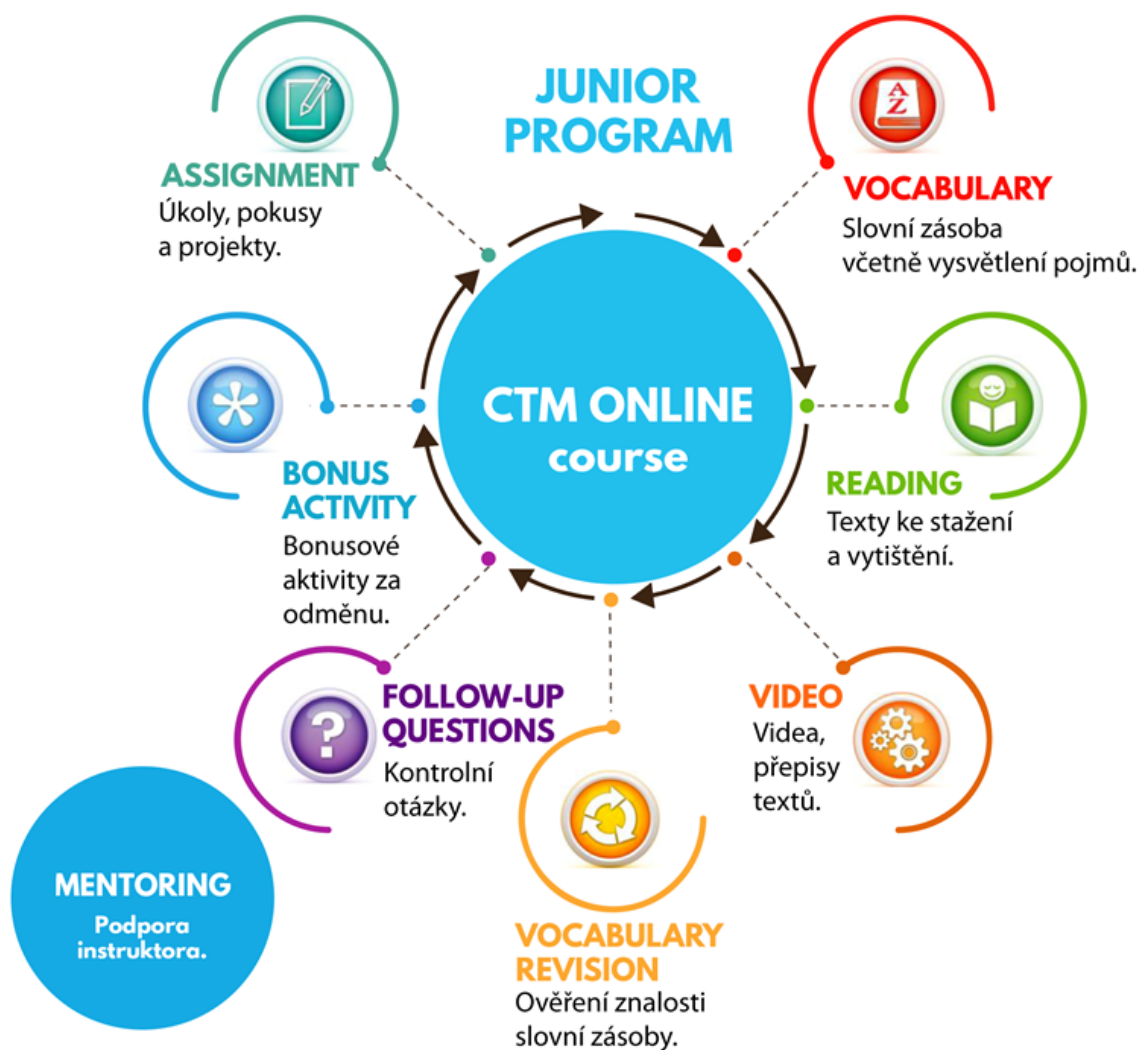 JUNIOR
PROGRAM
A
Z
VOCABULARY
Slovní zásoba
včetně vysvětlení pojmů.
READING
Texty ke stažení
a vytištění.
VIDEO
Videa,
přepisy
textů.
VOCABULARY
REVISION
Ověření znalosti
slovní zásoby.
?
FOLLOW-UP
QUESTIONS
Kontrolní
otázky.
BONUS
ACTIVITY
Bonusové
aktivity za
odměnu.
ASSIGNMENT
Úkoly, pokusy
a projekty.
CTM ONLINE
course
MENTORING
Podpora
instruktora.